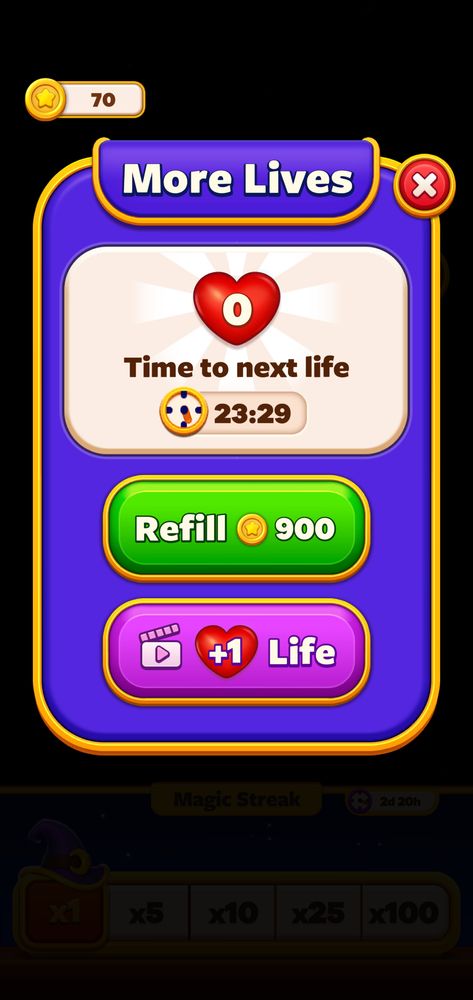 70
More Lives
0
Time to next life
23:29
Refill 900
+1 Life
Magic Streak 2d 20h
x1 x5 x10 x25 x100